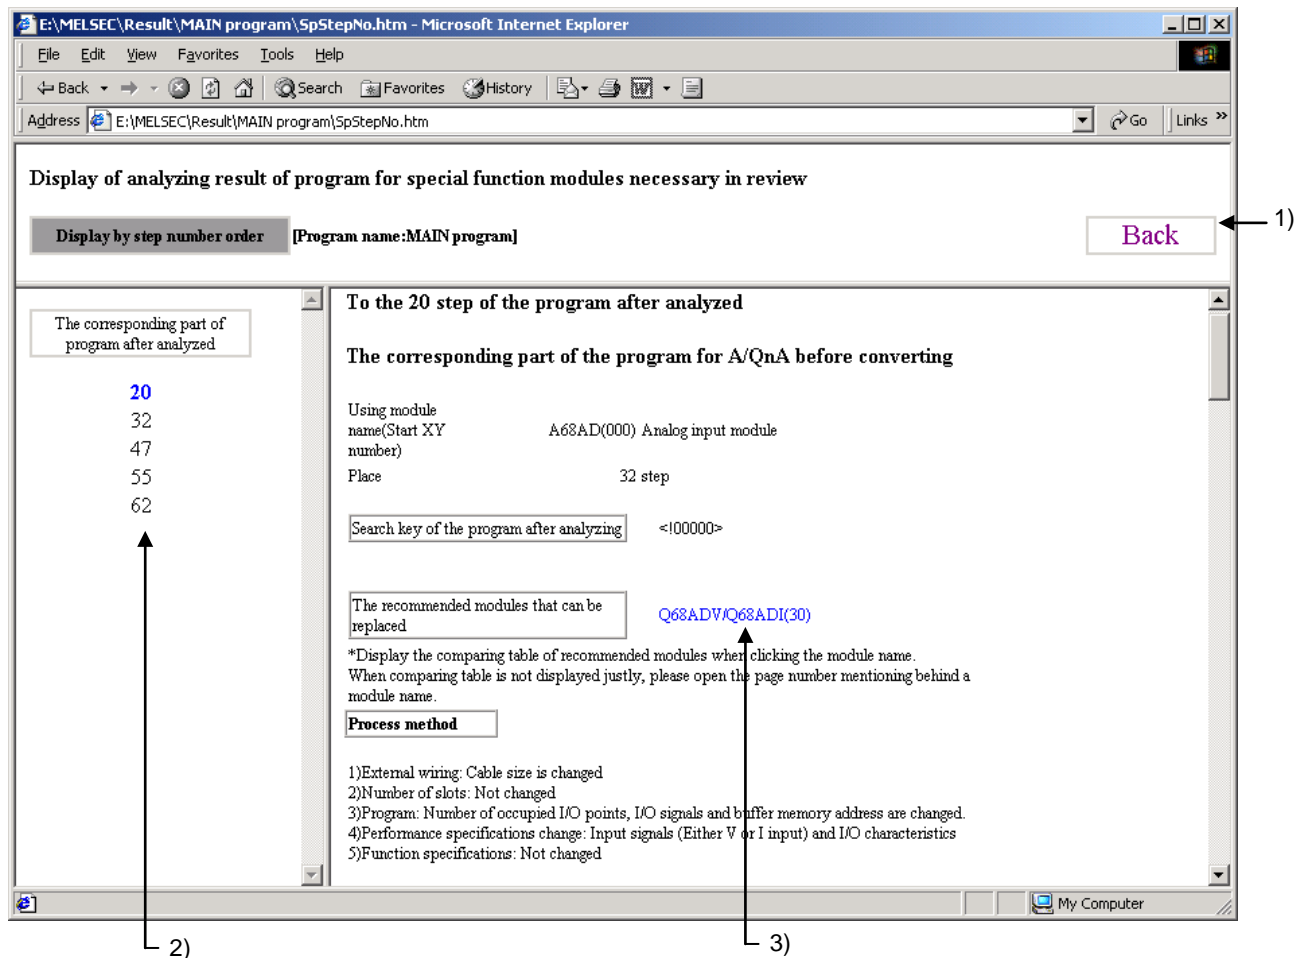 E:\MELSEC\Result\MAIN program\SpStepNo.htm - Microsoft Internet Explorer
File Edit View Favorites Tools Help
Back Search Favorites History
Address E:\MELSEC\Result\MAIN program\SpStepNo.htm Go Links »
Display of analyzing result of program for special function modules necessary in review
Display by step number order [Program name:MAIN program] Back
1)
The corresponding part of
program after analyzed
20
32
47
55
62
To the 20 step of the program after analyzed
The corresponding part of the program for A/QnA before converting
Using module
name(Start XY
number)
A68AD(000) Analog input module
Place 32 step
Search key of the program after analyzing <!00000>
The recommended modules that can be
replaced
Q68ADV/Q68ADI(30)
*Display the comparing table of recommended modules when clicking the module name.
When comparing table is not displayed justly, please open the page number mentioning behind a
module name.
Process method
1)External wiring: Cable size is changed
2)Number of slots: Not changed
3)Program: Number of occupied I/O points, I/O signals and buffer memory address are changed.
4)Performance specifications change: Input signals (Either V or I input) and I/O characteristics
5)Function specifications: Not changed
My Computer
2)
3)